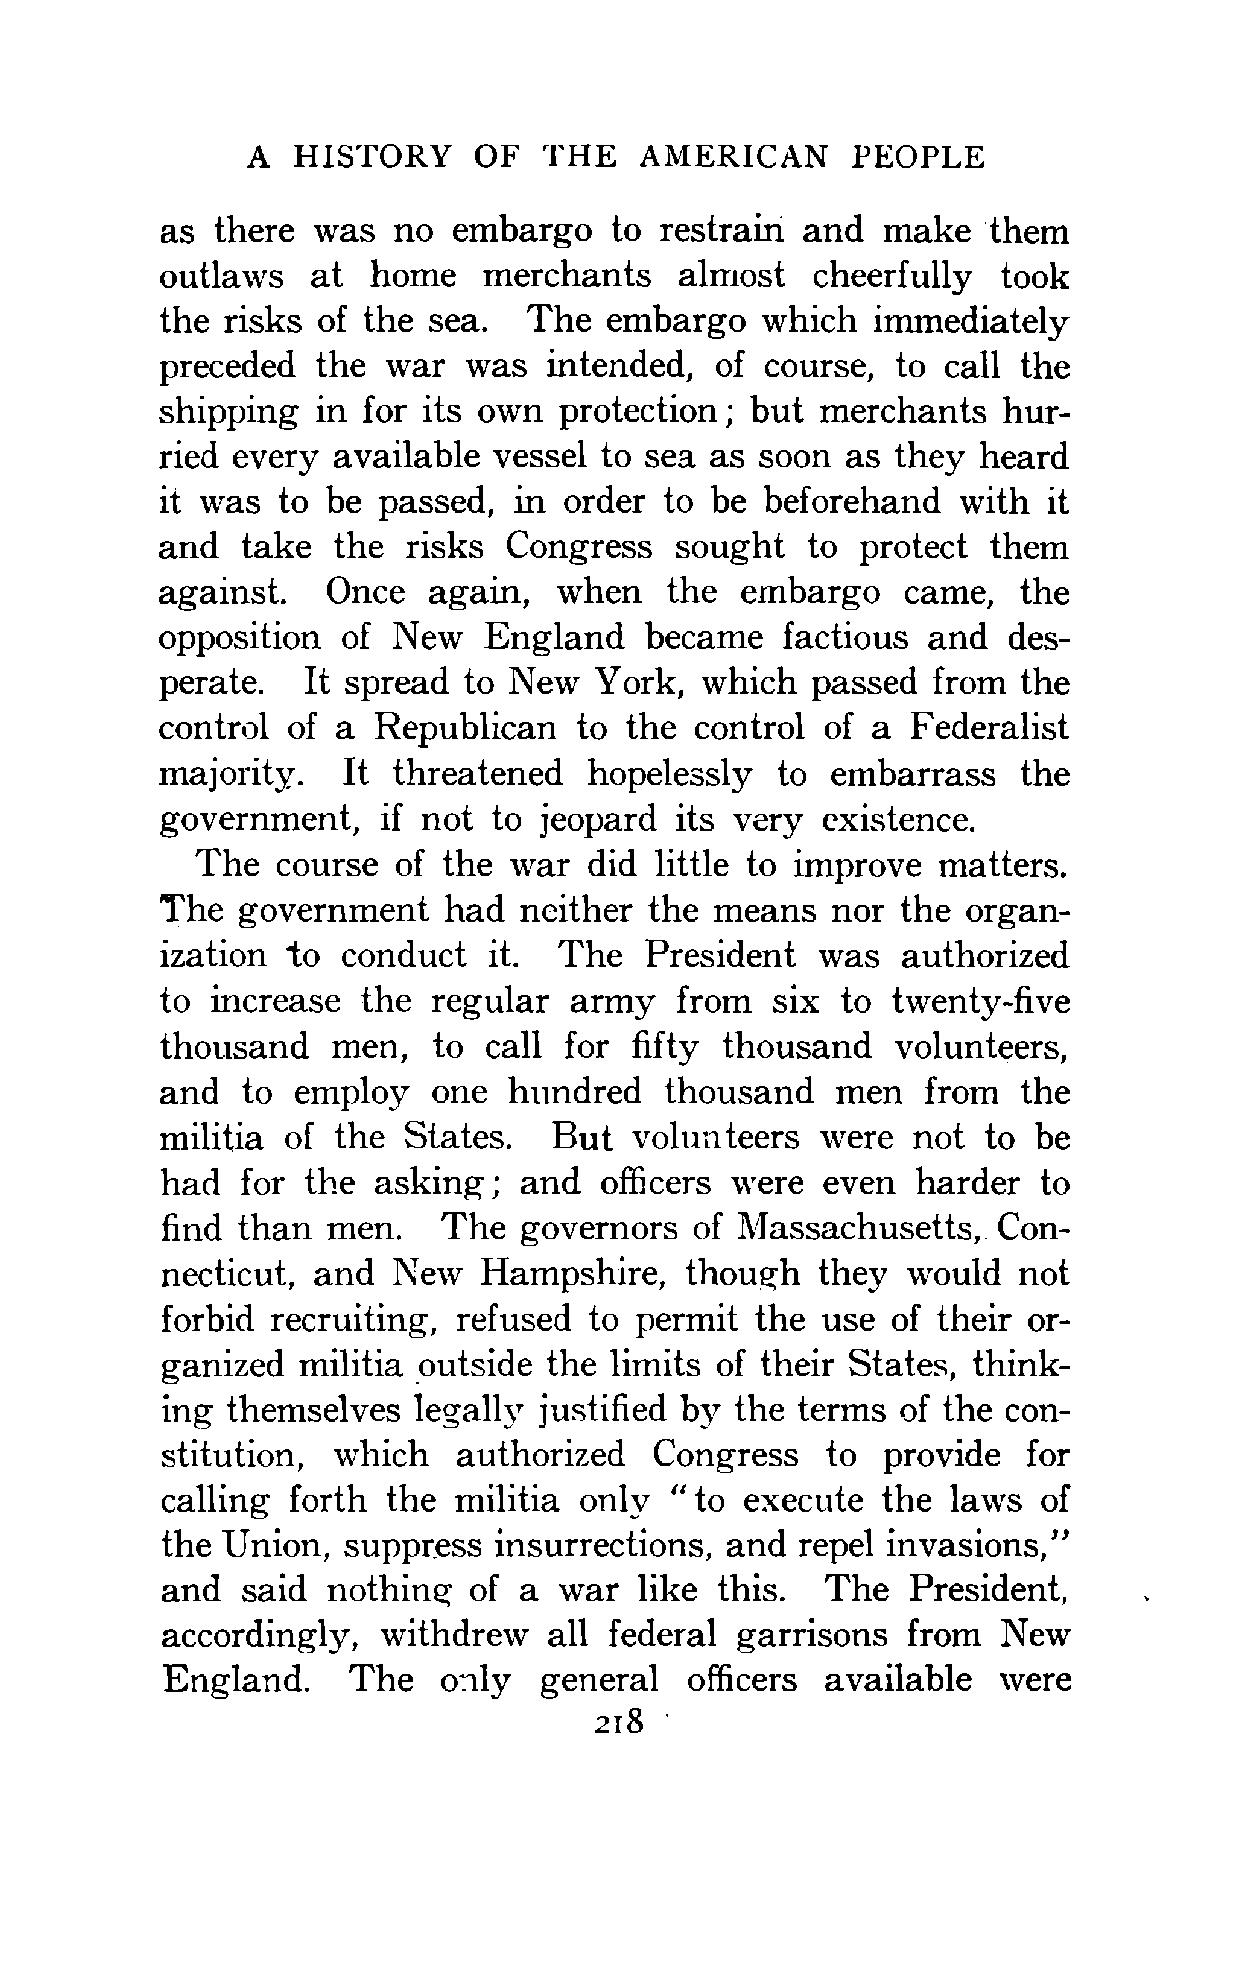 A HISTORY OF THE AMERICAN PEOPLE
as there was no embargo to restrain and make them
outlaws at home merchants almost cheerfully took
the risks of the sea. The embargo which immediately
preceded the war was intended, of course, to call the
shipping in for its own protection; but merchants hur-
ried every available vessel to sea as soon as they heard
it was to be passed, in order to be beforehand with it
and take the risks Congress sought to protect them
against. Once again, when the embargo came, the
opposition of New England became factious and des-
perate. It spread to New York, which passed from the
control of a Republican to the control of a Federalist
majority. It threatened hopelessly to embarrass the
government, if not to jeopard its very existence.
The course of the war did little to improve matters.
The government had neither the means nor the organ-
ization to conduct it. The President was authorized
to increase the regular army from six to twenty-five
thousand men, to call for fifty thousand volunteers,
and to employ one hundred thousand men from the
militia of the States. But volunteers were not to be
had for the asking; and officers were even harder to
find than men. The governors of Massachusetts, Con-
necticut, and New Hampshire, though they would not
forbid recruiting, refused to permit the use of their or-
ganized militia outside the limits of their States, think-
ing themselves legally justified by the terms of the con-
stitution, which authorized Congress to provide for
calling forth the militia only "to execute the laws of
the Union, suppress insurrections, and repel invasions,"
and said nothing of a war like this. The President,
accordingly, withdrew all federal garrisons from New
England. The only general officers available were
218